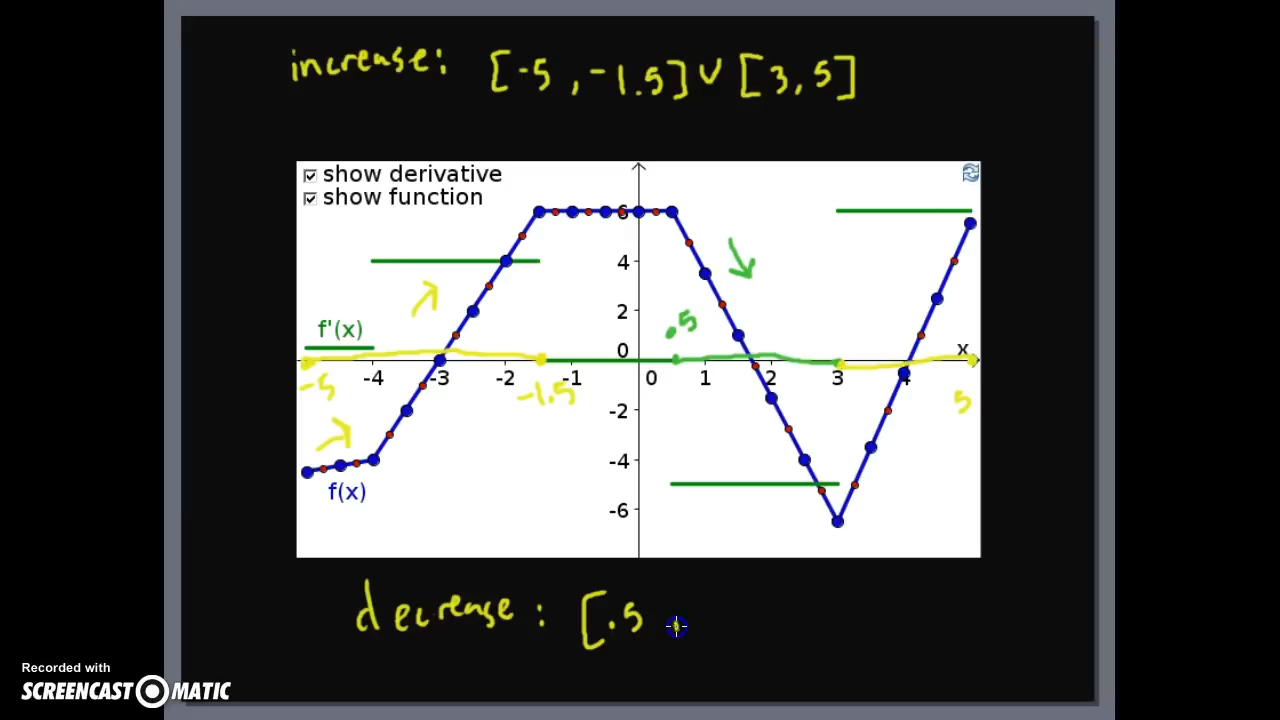 increase: [-5, -1.5] ∪ [3, 5]
show derivative
show function
6
4
2
0
-2
-4
-6
f'(x)
.5
x
-4 -3 -2 -1 0 1 2 3 4
-5 -1.5 5
f(x)
decrease: [.5
Recorded with
SCREENCAST MATIC